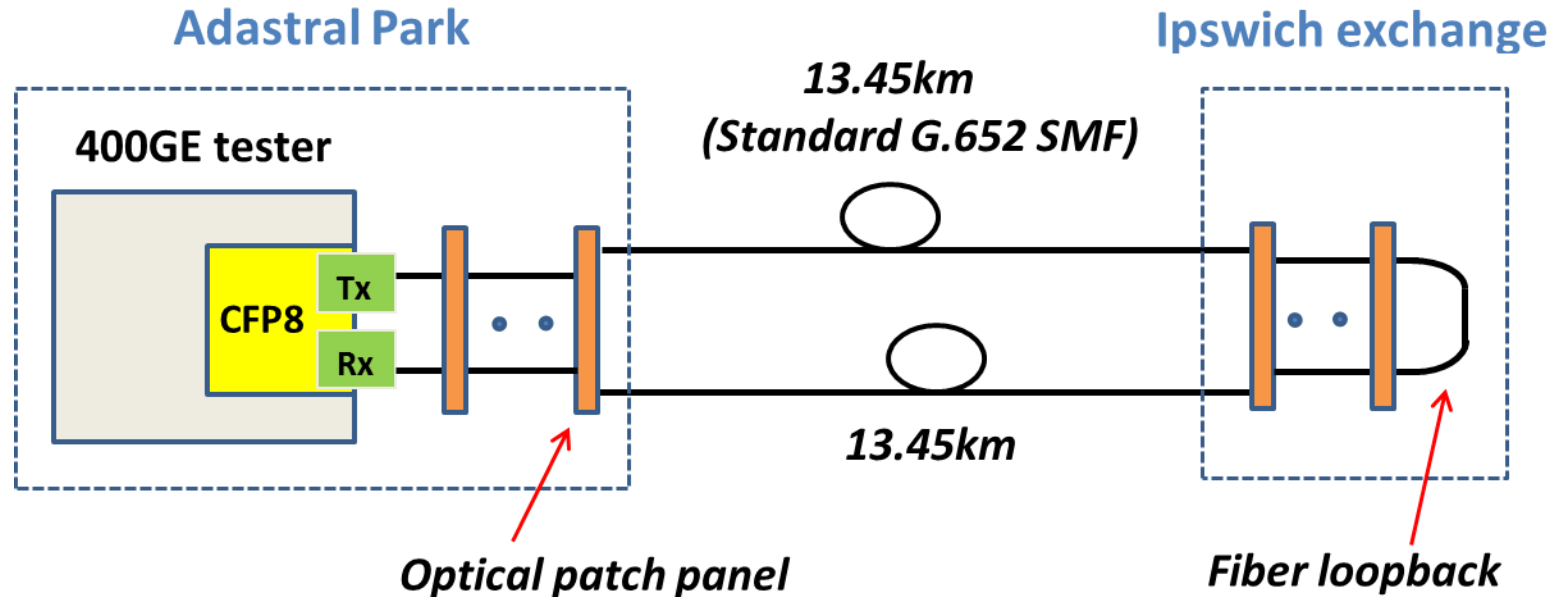 Adastral Park
Ipswich exchange
13.45km
(Standard G.652 SMF)
400GE tester
CFP8
Tx
Rx
13.45km
Optical patch panel
Fiber loopback